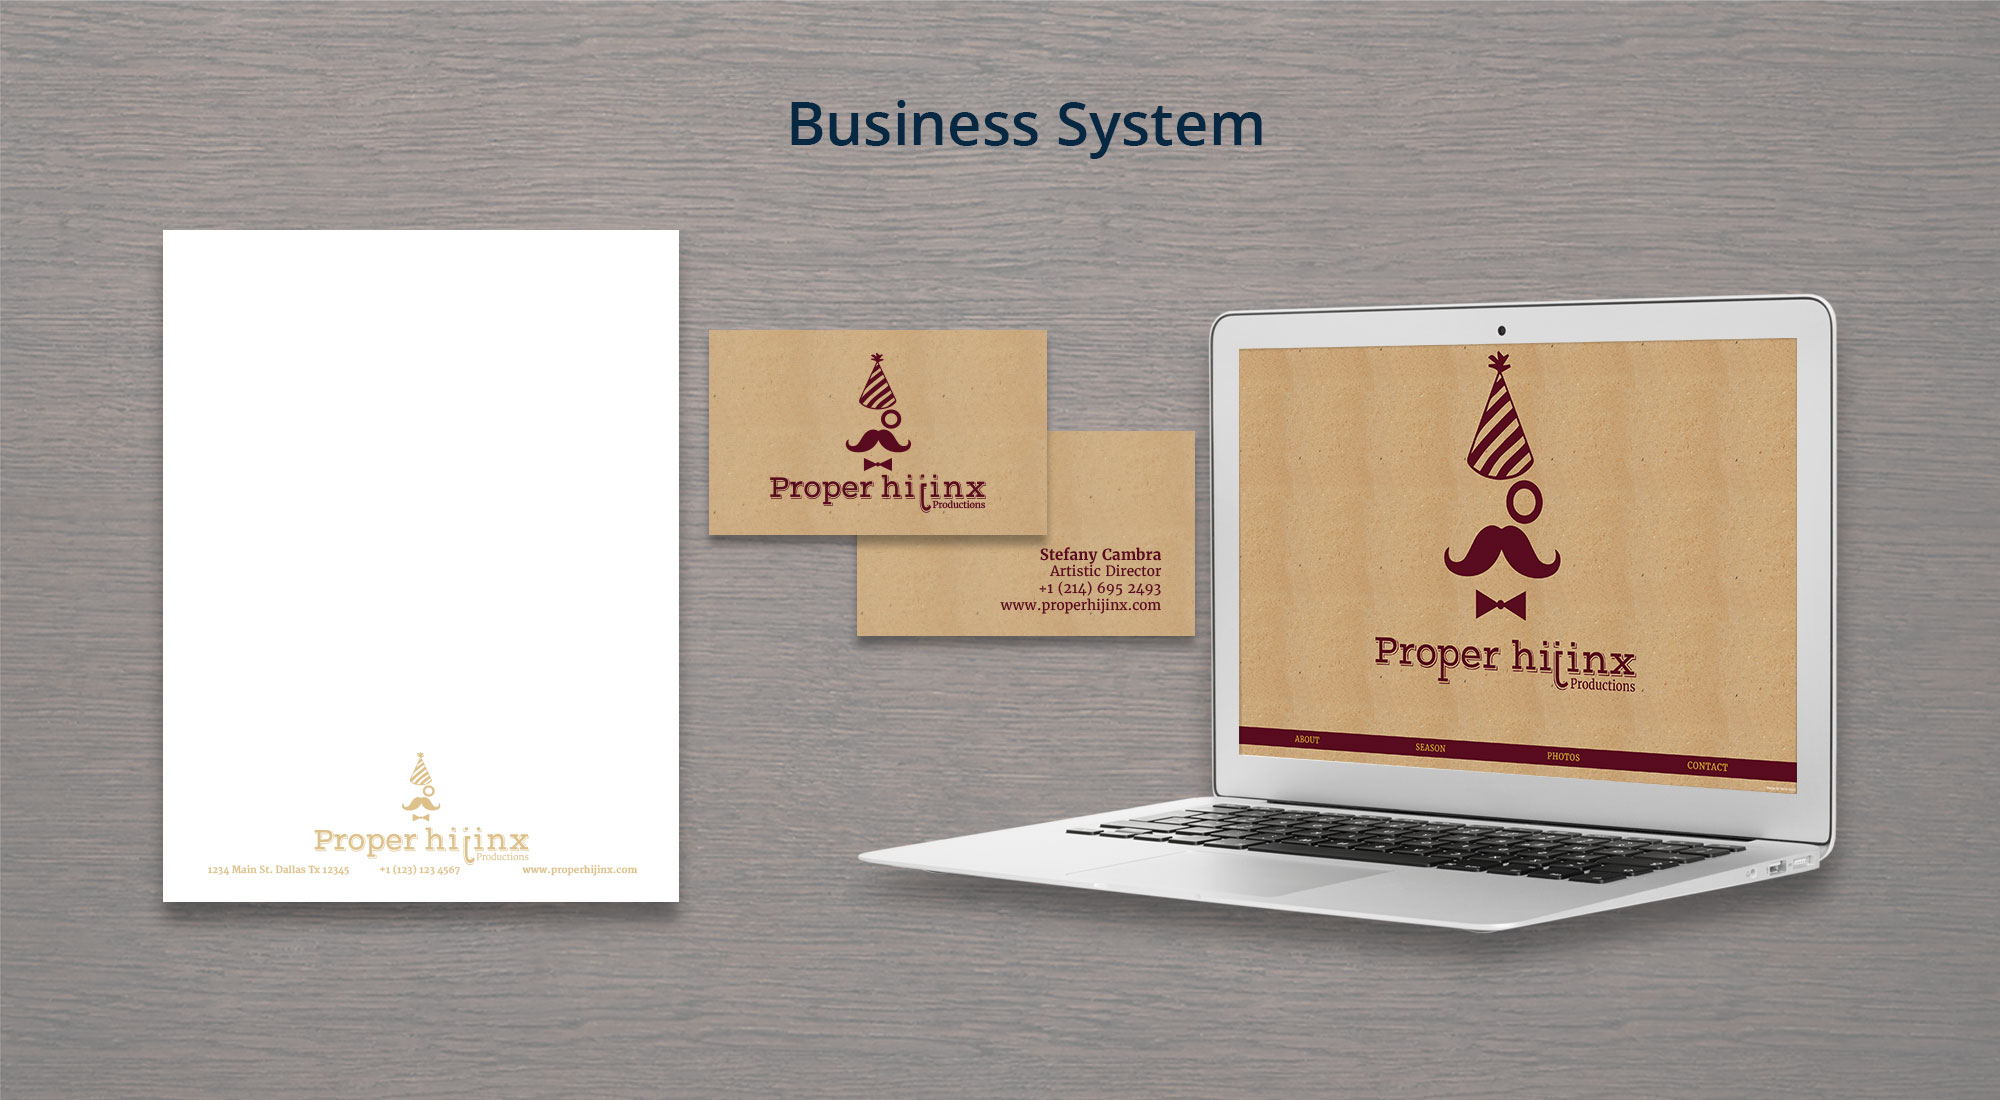 Business System
Proper hijinx
Productions
1234 Main St. Dallas Tx 12345 +1 (123) 123 4567 www.properhijinx.com
Proper hijinx
Productions
Stefany Cambra
Artistic Director
+1 (214) 695 2493
www.properhijinx.com
Proper hijinx
Productions
ABOUT SEASON PHOTOS CONTACT